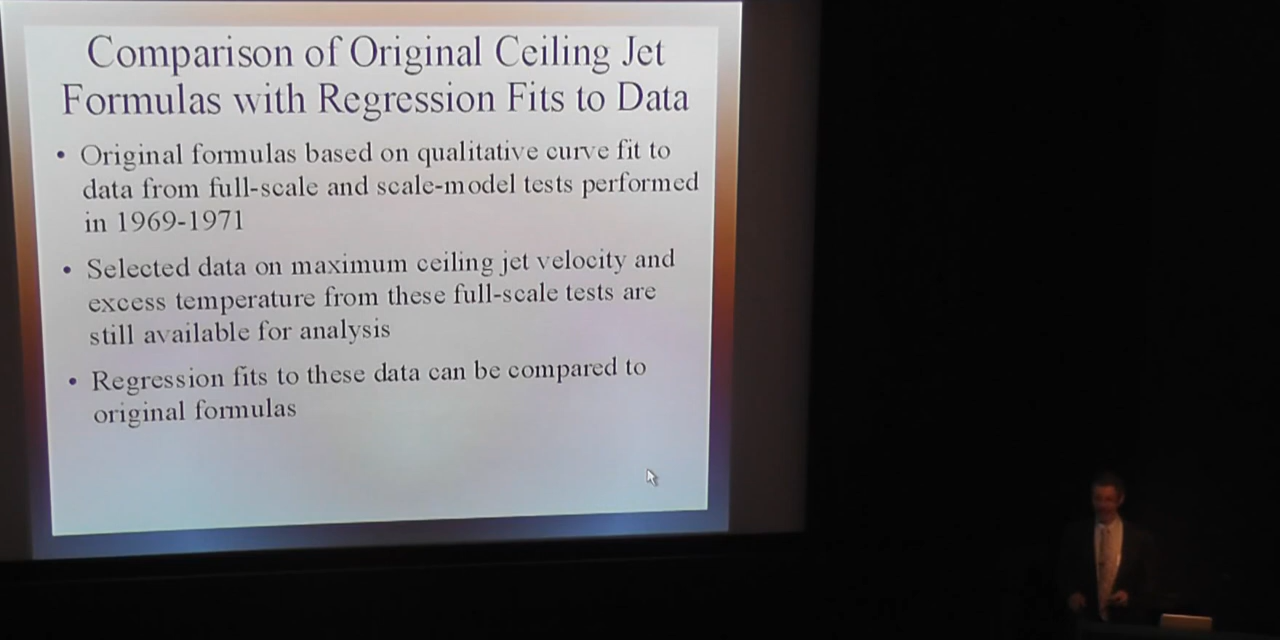 Comparison of Original Ceiling Jet
Formulas with Regression Fits to Data
• Original formulas based on qualitative curve fit to
data from full-scale and scale-model tests performed
in 1969-1971
• Selected data on maximum ceiling jet velocity and
excess temperature from these full-scale tests are
still available for analysis
• Regression fits to these data can be compared to
original formulas